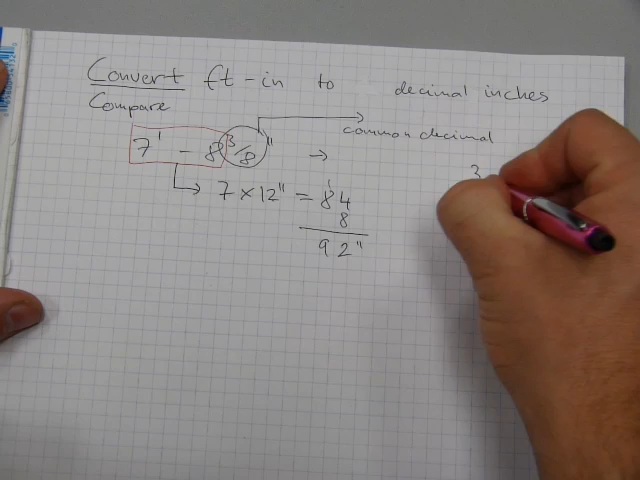 Convert ft-in to decimal inches
Compare
common decimal
7' - 8 3/8" →
7 × 12" = 84
8
92"
3